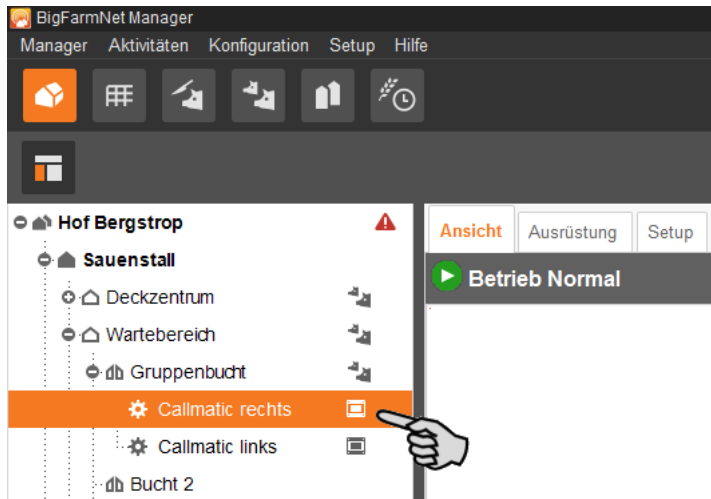 BigFarmNet Manager
Manager Aktivitäten Konfiguration Setup Hilfe
Hof Bergstrop
Ansicht Ausrüstung Setup
Sauenstall
Betrieb Normal
Deckzentrum
Wartebereich
Gruppenbucht
Callmatic rechts
Callmatic links
Bucht 2